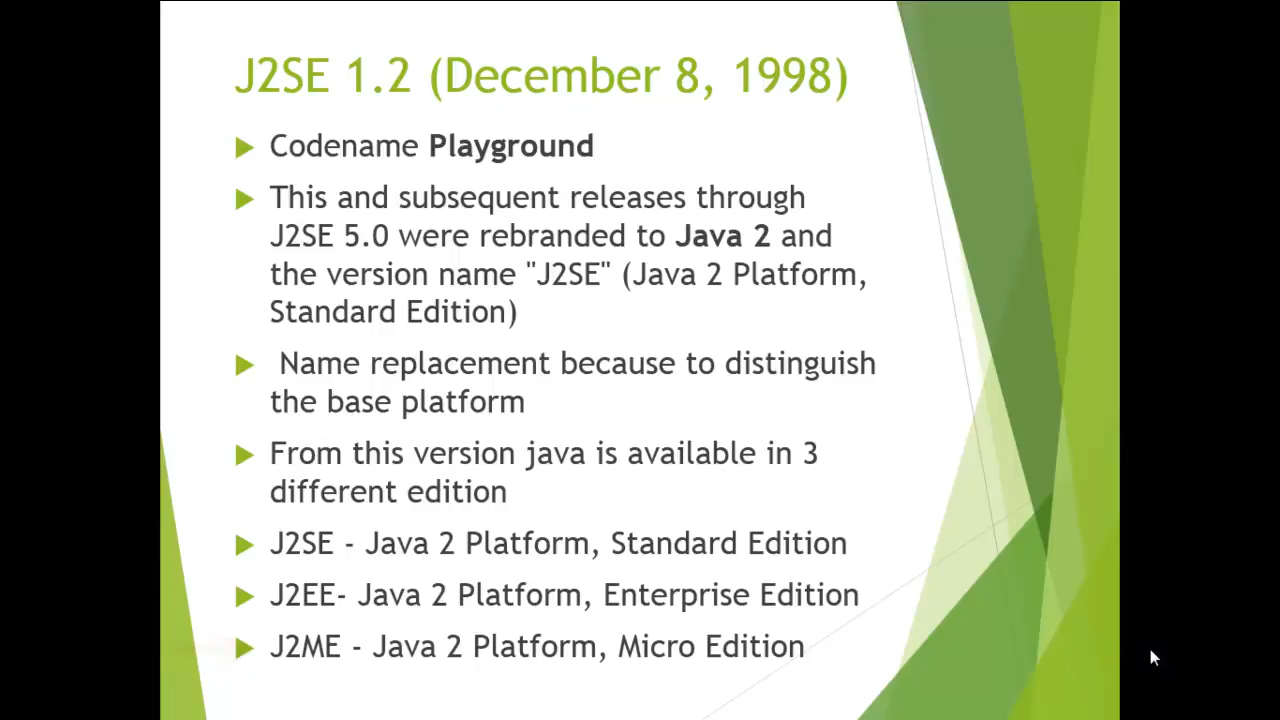 J2SE 1.2 (December 8, 1998)
Codename Playground
This and subsequent releases through
J2SE 5.0 were rebranded to Java 2 and
the version name "J2SE" (Java 2 Platform,
Standard Edition)
Name replacement because to distinguish
the base platform
From this version java is available in 3
different edition
J2SE - Java 2 Platform, Standard Edition
J2EE- Java 2 Platform, Enterprise Edition
J2ME - Java 2 Platform, Micro Edition